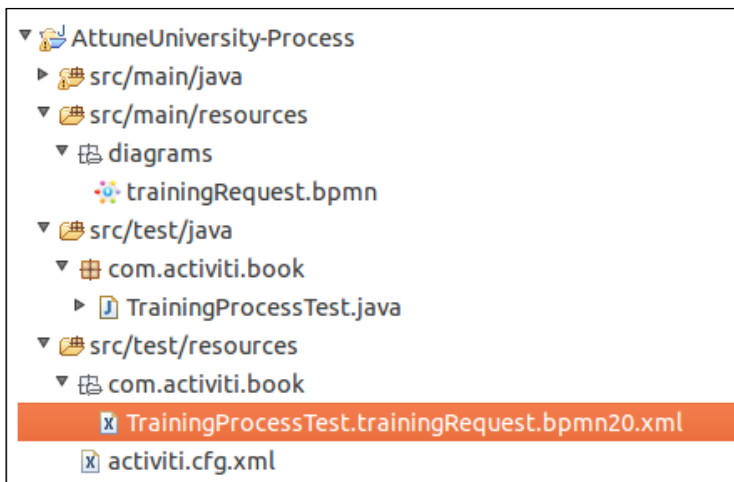 AttuneUniversity-Process
src/main/java
src/main/resources
diagrams
trainingRequest.bpmn
src/test/java
com.activiti.book
TrainingProcessTest.java
src/test/resources
com.activiti.book
TrainingProcessTest.trainingRequest.bpmn20.xml
activiti.cfg.xml